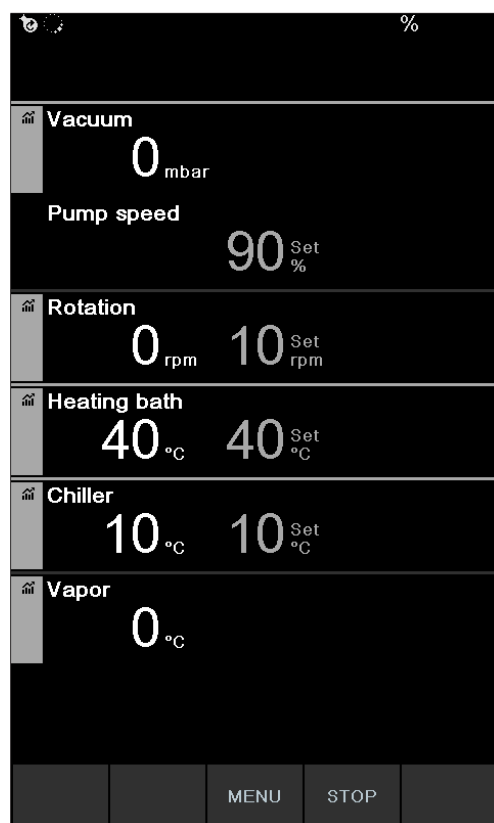 %
Vacuum
0 mbar
Pump speed
90 Set %
Rotation
0 rpm 10 Set rpm
Heating bath
40 °C 40 Set °C
Chiller
10 °C 10 Set °C
Vapor
0 °C
MENU STOP